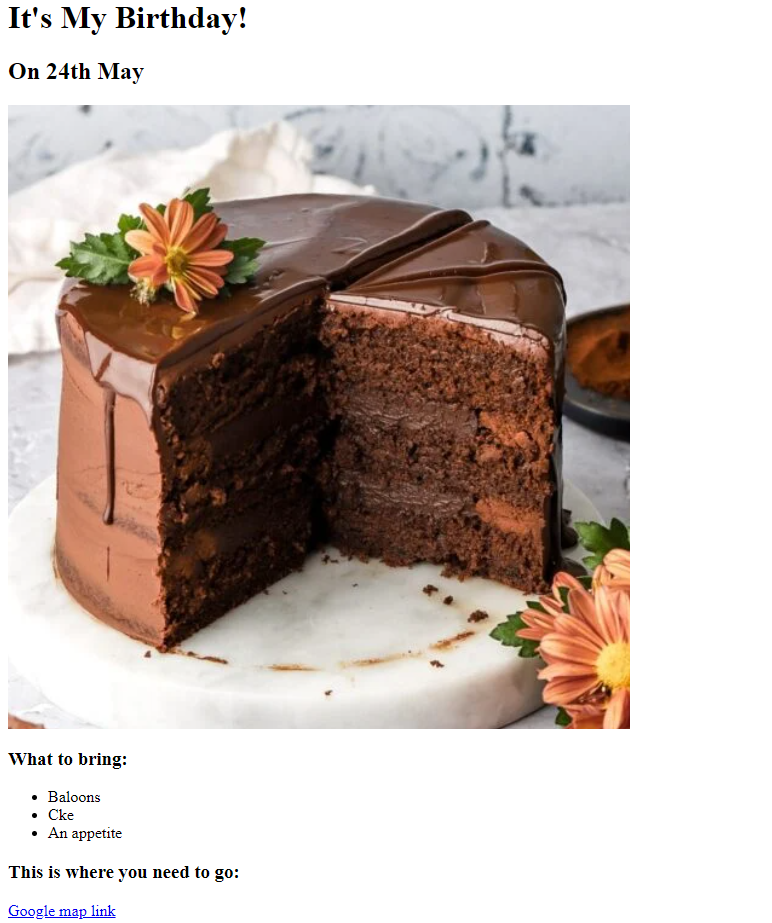 It's My Birthday!
On 24th May
What to bring:
Baloons
Cke
An appetite
This is where you need to go:
Google map link